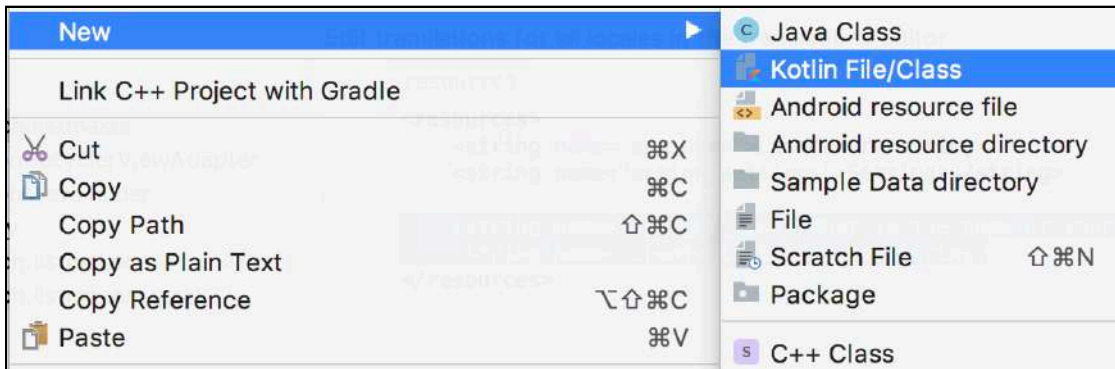 New
Link C++ Project with Gradle
Cut ⌘X
Copy ⌘C
Copy Path ⇧⌘C
Copy as Plain Text
Copy Reference ⌥⇧⌘C
Paste ⌘V
C Java Class
Kotlin File/Class
Android resource file
Android resource directory
Sample Data directory
File
Scratch File ⇧⌘N
Package
S C++ Class